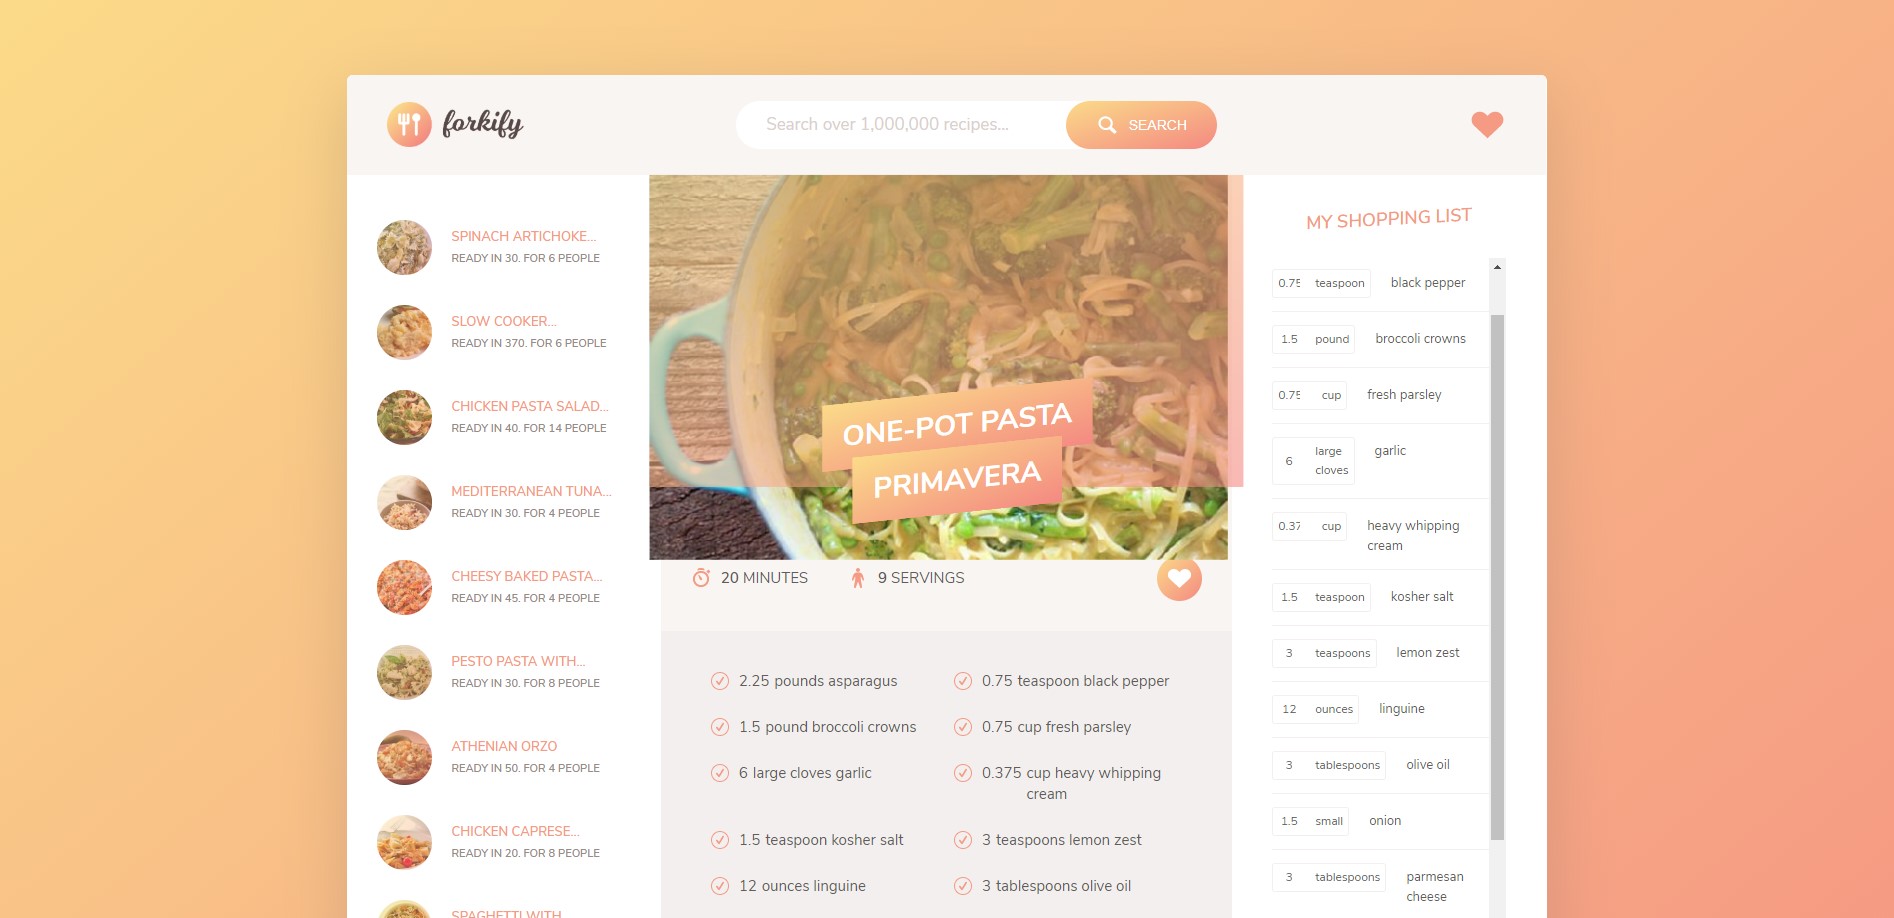 forkify
Search over 1,000,000 recipes...
SEARCH
SPINACH ARTICHOKE...
READY IN 30. FOR 6 PEOPLE
SLOW COOKER...
READY IN 370. FOR 6 PEOPLE
CHICKEN PASTA SALAD...
READY IN 40. FOR 14 PEOPLE
MEDITERRANEAN TUNA...
READY IN 30. FOR 4 PEOPLE
CHEESY BAKED PASTA...
READY IN 45. FOR 4 PEOPLE
PESTO PASTA WITH...
READY IN 30. FOR 8 PEOPLE
ATHENIAN ORZO
READY IN 50. FOR 4 PEOPLE
CHICKEN CAPRESE...
READY IN 20. FOR 8 PEOPLE
SPAGHETTI WITH
ONE-POT PASTA
PRIMAVERA
20 MINUTES
9 SERVINGS
2.25 pounds asparagus
0.75 teaspoon black pepper
1.5 pound broccoli crowns
0.75 cup fresh parsley
6 large cloves garlic
0.375 cup heavy whipping
cream
1.5 teaspoon kosher salt
3 teaspoons lemon zest
12 ounces linguine
3 tablespoons olive oil
MY SHOPPING LIST
0.75 teaspoon black pepper
1.5 pound broccoli crowns
0.75 cup fresh parsley
6 large cloves garlic
0.37 cup heavy whipping
cream
1.5 teaspoon kosher salt
3 teaspoons lemon zest
12 ounces linguine
3 tablespoons olive oil
1.5 small onion
3 tablespoons parmesan
cheese